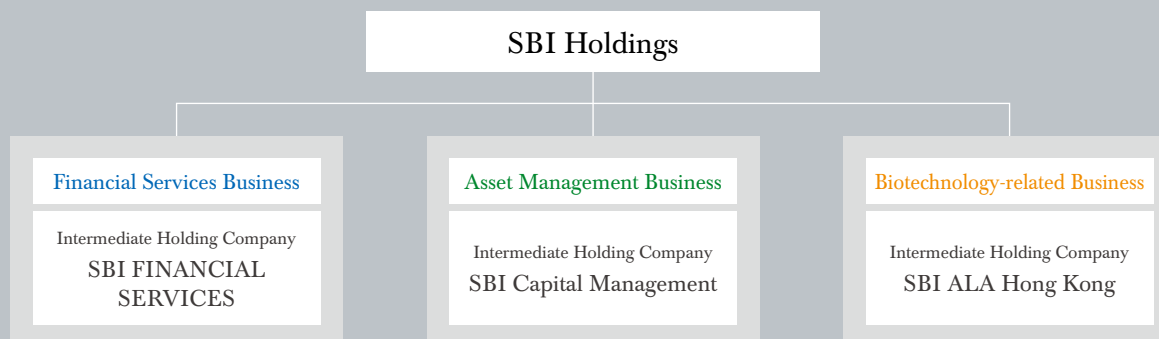 SBI Holdings
Financial Services Business
Intermediate Holding Company
SBI FINANCIAL
SERVICES
Asset Management Business
Intermediate Holding Company
SBI Capital Management
Biotechnology-related Business
Intermediate Holding Company
SBI ALA Hong Kong